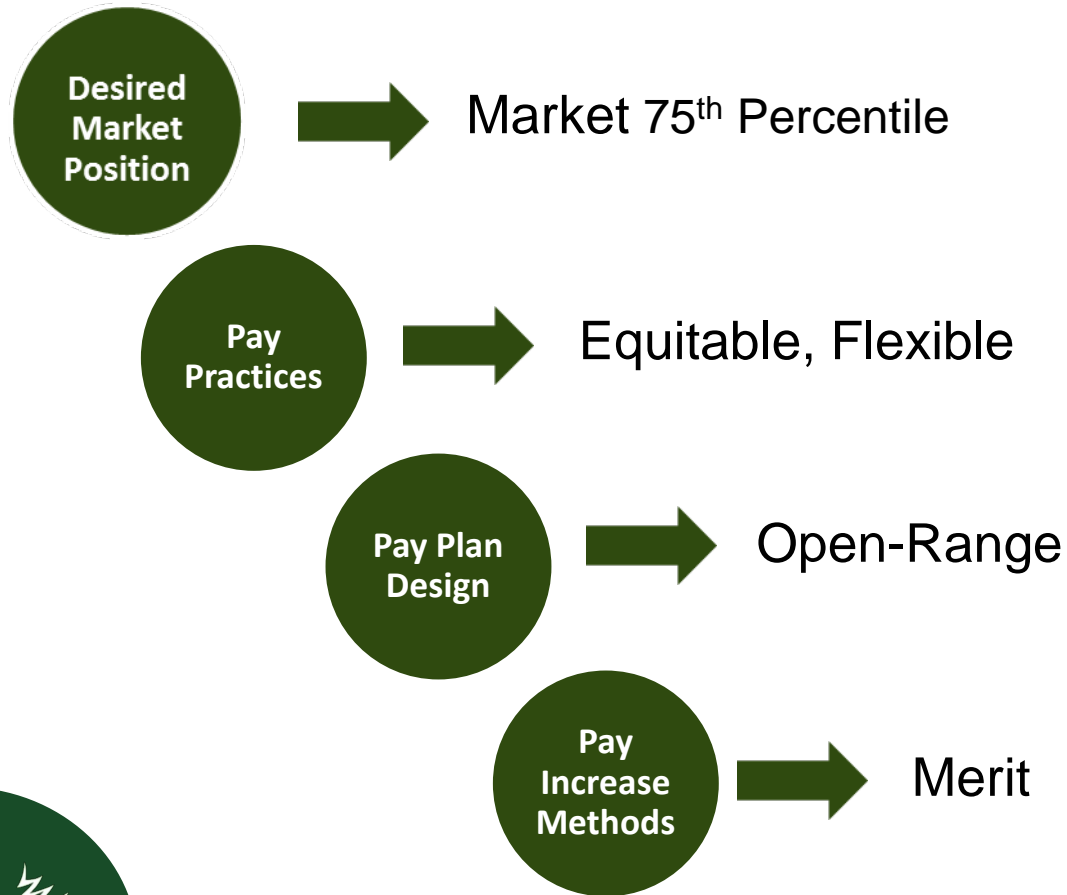 Desired
Market
Position
Market 75th Percentile
Pay
Practices
Equitable, Flexible
Pay Plan
Design
Open-Range
Pay
Increase
Methods
Merit